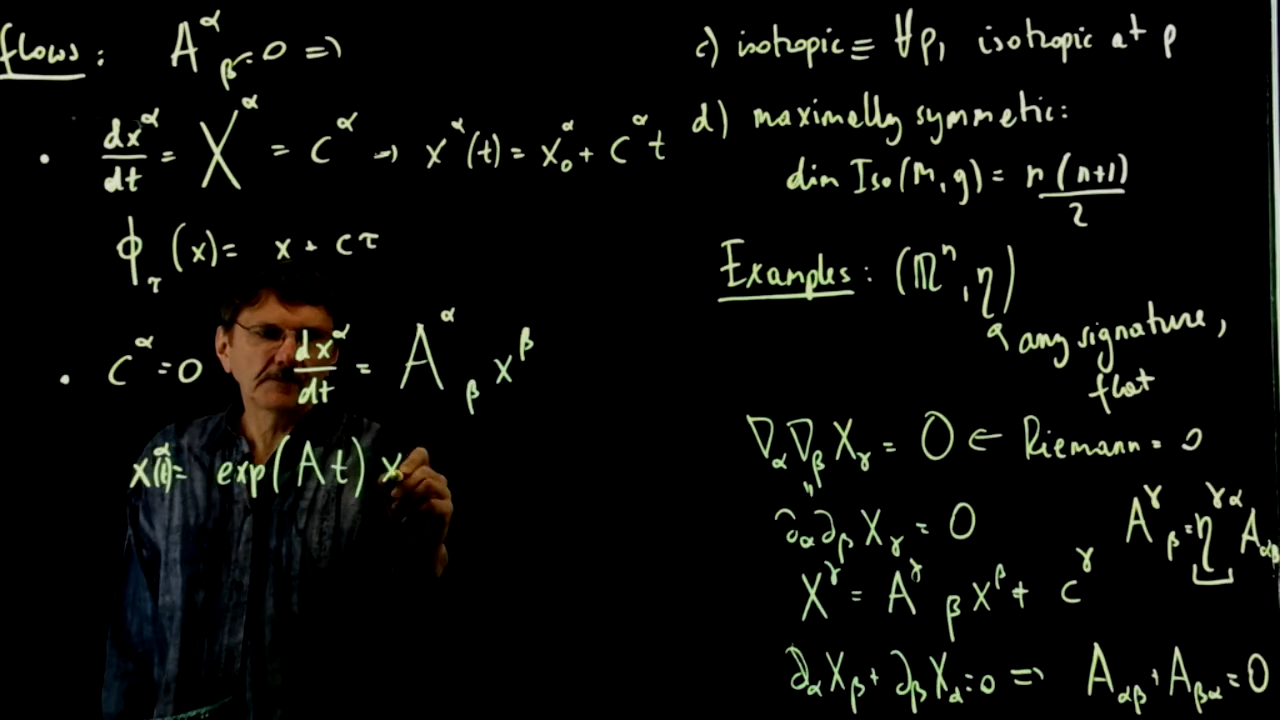 flows : A^α_β = 0 ⇒
• dx^α/dt = X^α = C^α → x^α(t) = x^α_0 + C^α t
ϕ_τ (x) = x + cτ
• C^α = 0 dx^α/dt = A^α_β x^β
x^α(t) = exp(At) x
c) isotropic ≡ ∀p, isotropic at p
d) maximally symmetric:
dim Iso(M, g) = n(n+1)/2
Examples : (ℝ^n, η)
any signature,
flat
∇_α ∇_β X_γ = 0 ⇐ Riemann = 0
∂_α ∂_β X_γ = 0 A^γ_β = η^γα A_αβ
X^γ = A^γ_β x^β + C^γ
∂_α X_β + ∂_β X_α = 0 ⇒ A_αβ + A_βα = 0